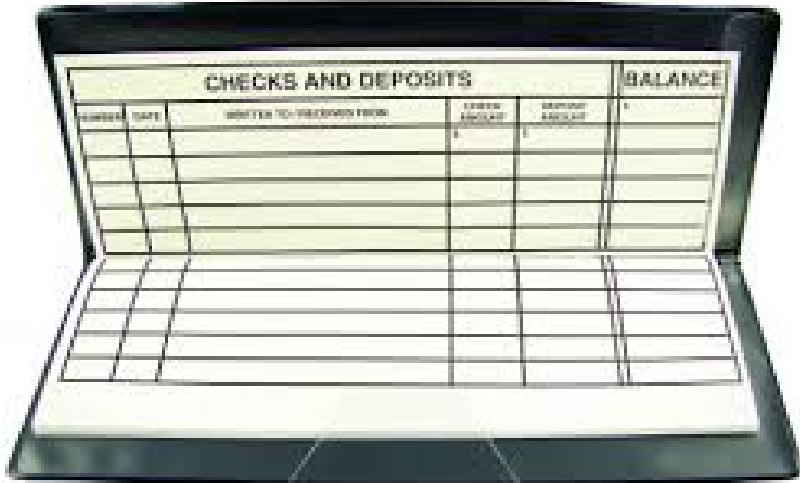 CHECKS AND DEPOSITS BALANCE
NUMBER DATE WRITTEN TO / RECEIVED FROM CHECK AMOUNT DEPOSIT AMOUNT